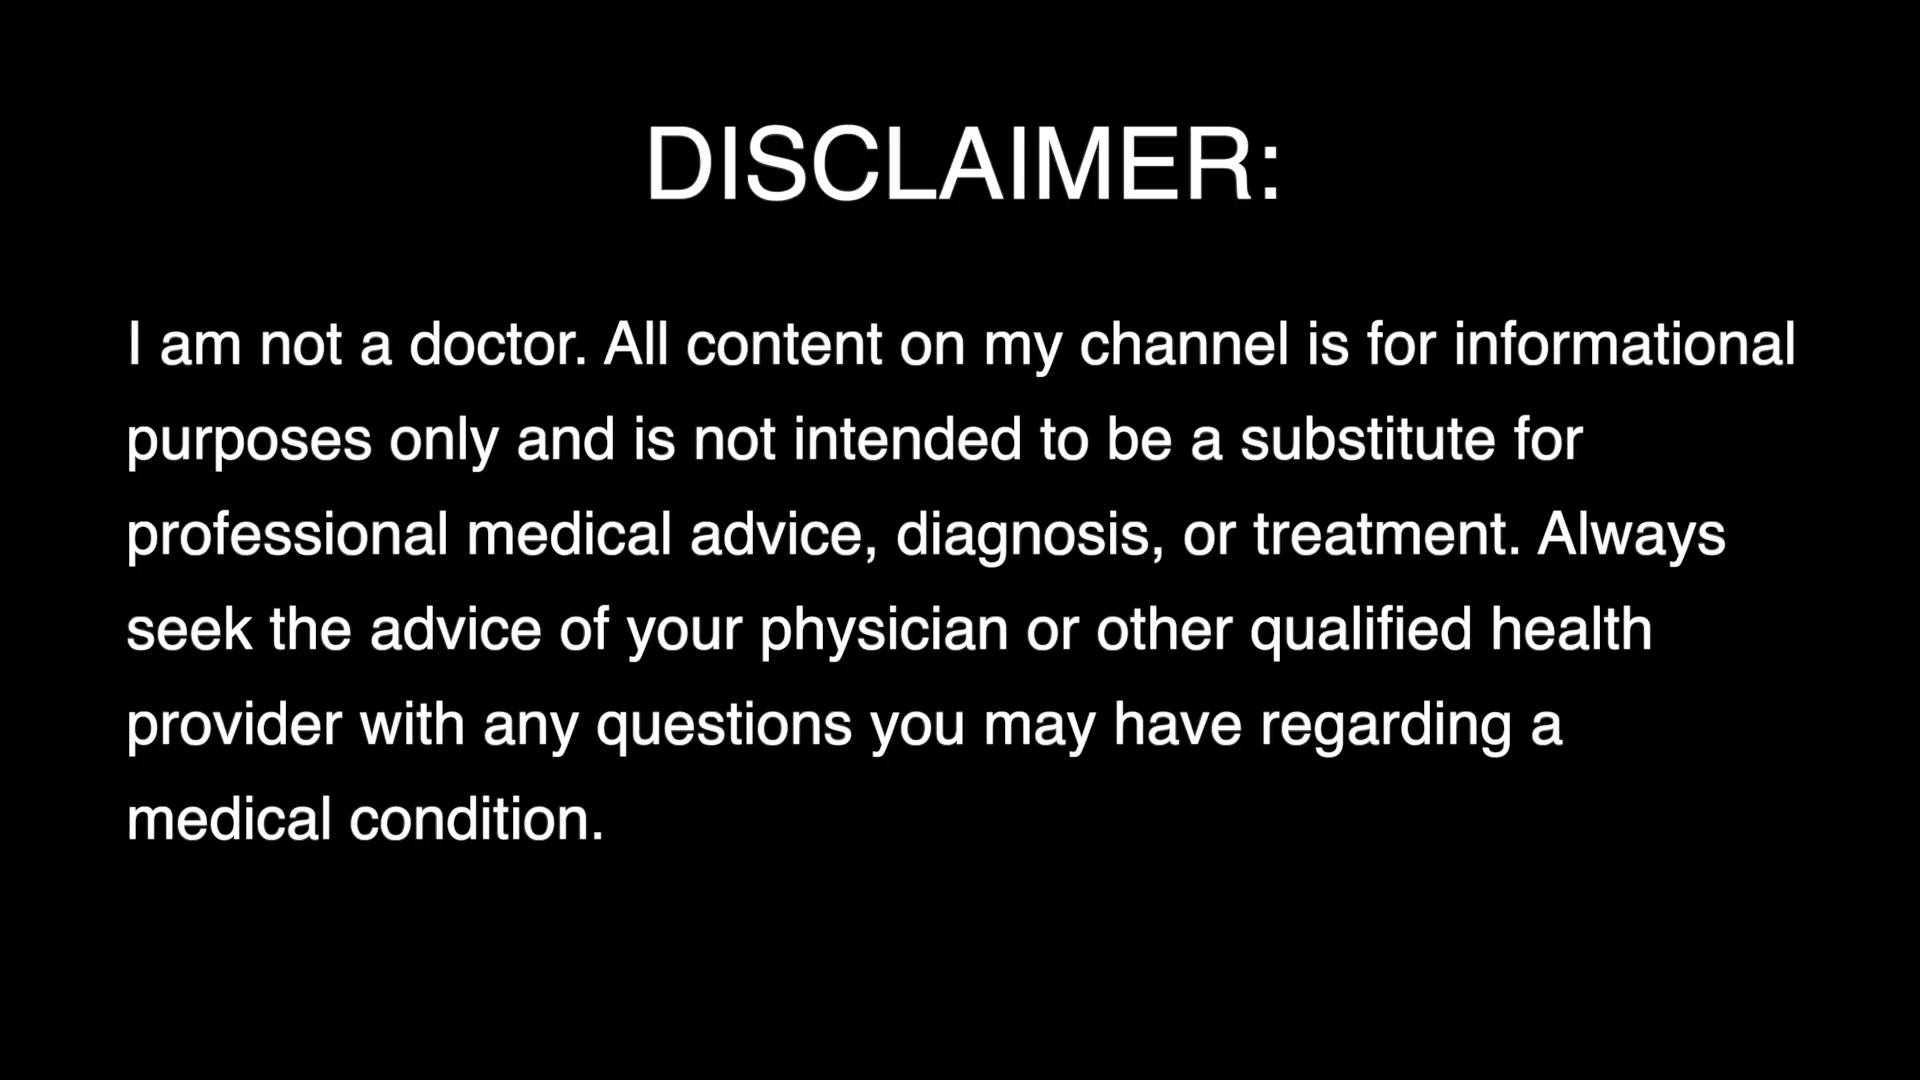 DISCLAIMER:
I am not a doctor. All content on my channel is for informational
purposes only and is not intended to be a substitute for
professional medical advice, diagnosis, or treatment. Always
seek the advice of your physician or other qualified health
provider with any questions you may have regarding a
medical condition.